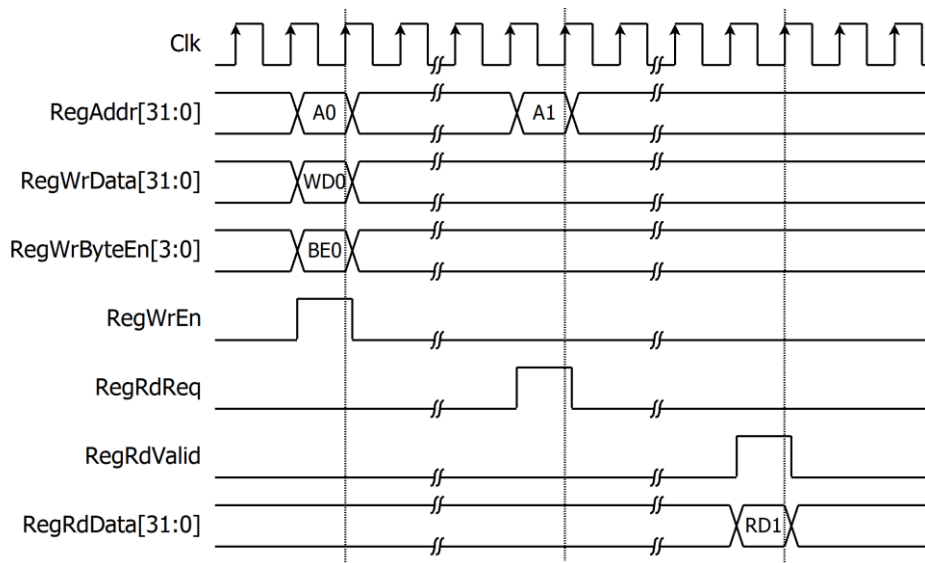 Clk
RegAddr[31:0] A0 A1
RegWrData[31:0] WD0
RegWrByteEn[3:0] BE0
RegWrEn
RegRdReq
RegRdValid
RegRdData[31:0] RD1